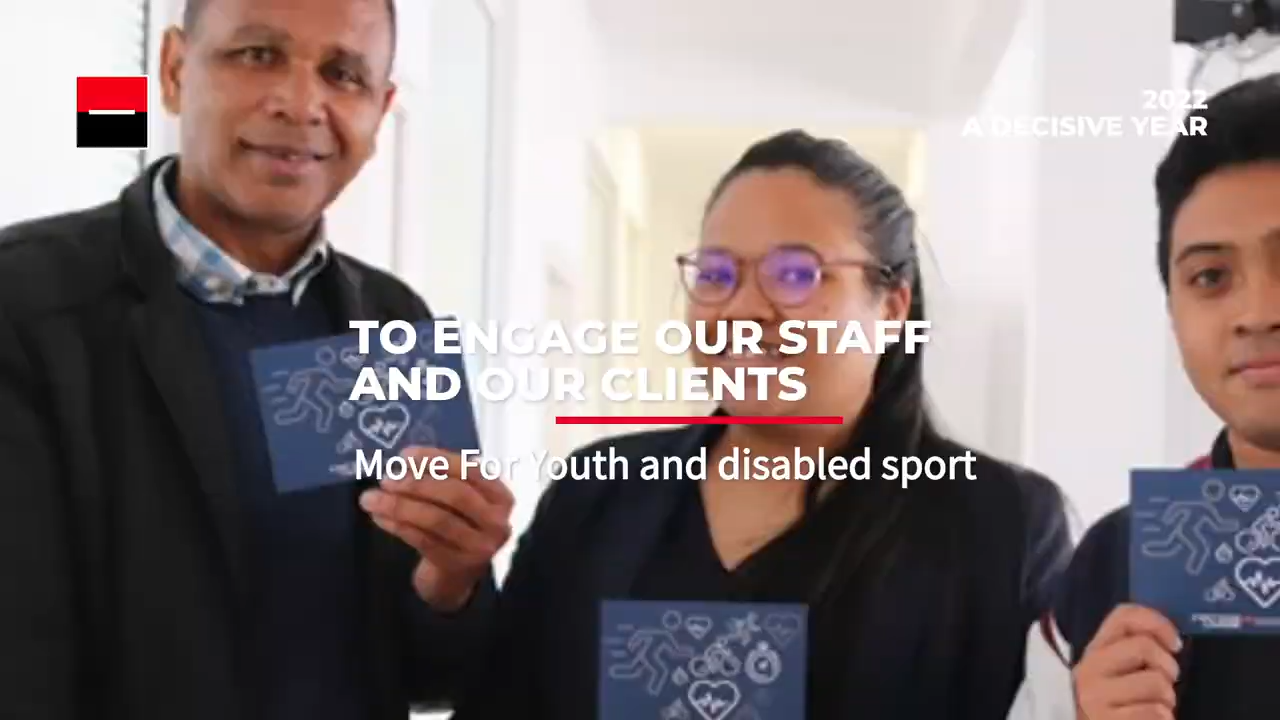 2022
A DECISIVE YEAR
TO ENGAGE OUR STAFF
AND OUR CLIENTS
Move For Youth and disabled sport